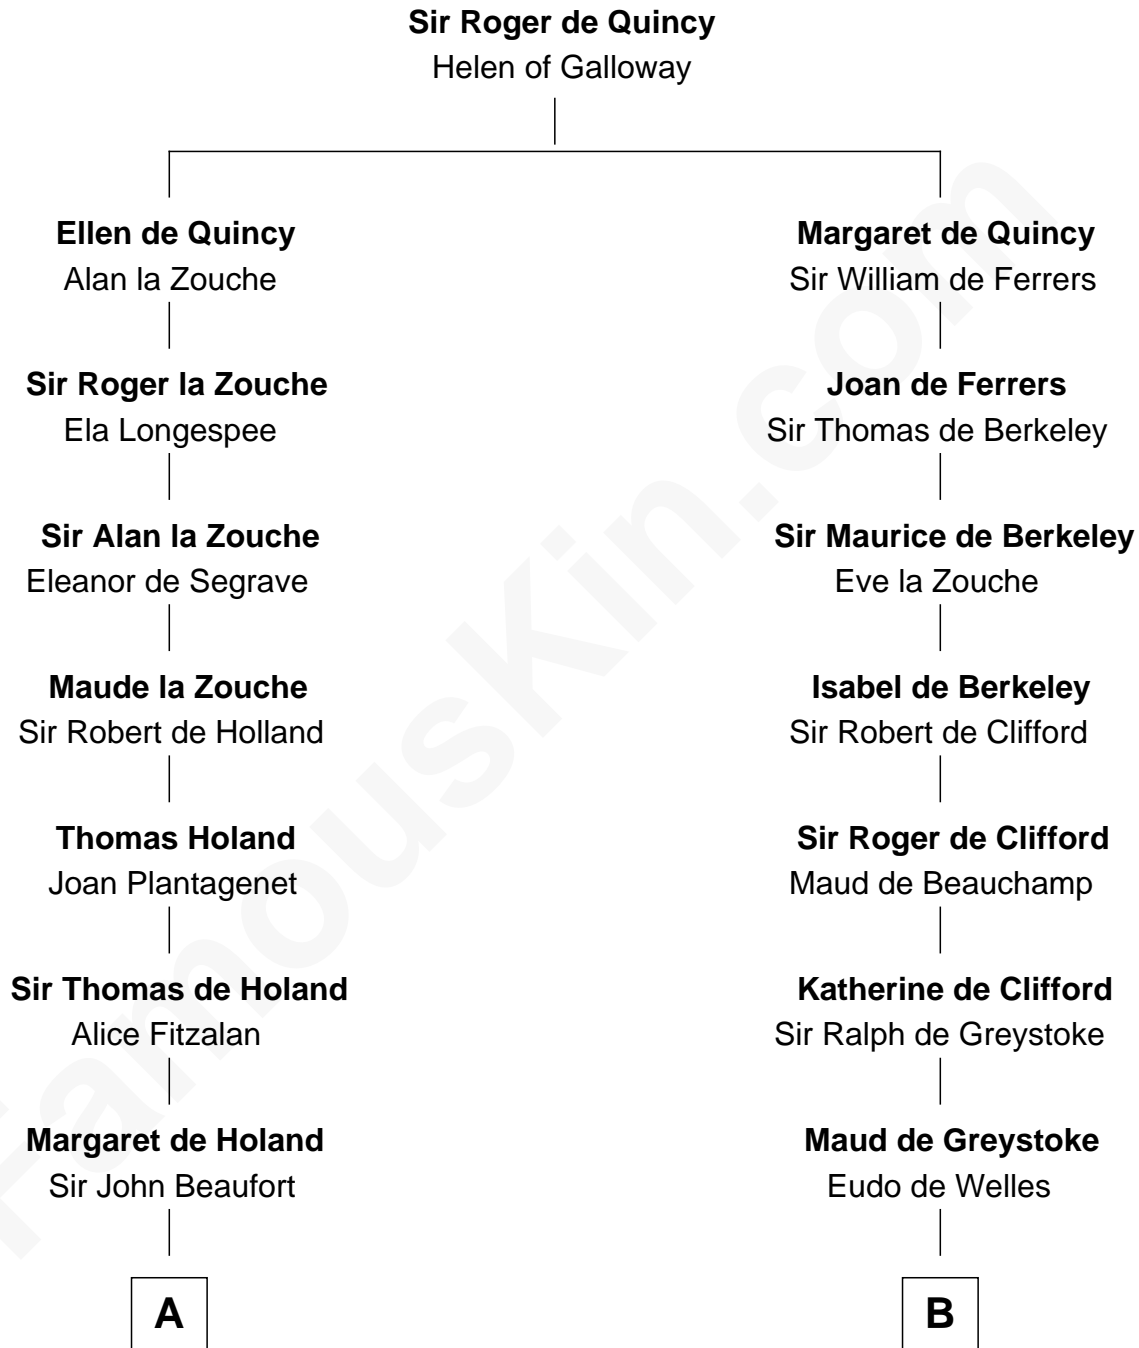 Sir Roger de Quincy
Helen of Galloway
Ellen de Quincy
Alan la Zouche
Margaret de Quincy
Sir William de Ferrers
Sir Roger la Zouche
Ela Longespee
Joan de Ferrers
Sir Thomas de Berkeley
Sir Alan la Zouche
Eleanor de Segrave
Sir Maurice de Berkeley
Eve la Zouche
Maude la Zouche
Sir Robert de Holland
Isabel de Berkeley
Sir Robert de Clifford
Thomas Holand
Joan Plantagenet
Sir Roger de Clifford
Maud de Beauchamp
Sir Thomas de Holand
Alice Fitzalan
Katherine de Clifford
Sir Ralph de Greystoke
Margaret de Holand
Sir John Beaufort
Maud de Greystoke
Eudo de Welles
A
B
FamousKin.com